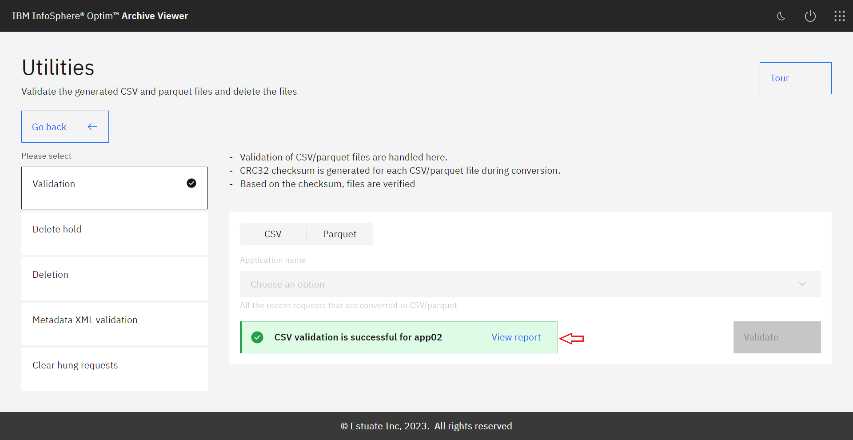 IBM InfoSphere® Optim™ Archive Viewer
Utilities
Validate the generated CSV and parquet files and delete the files
Tour
Go back
Please select
Validation
Delete hold
Deletion
Metadata XML validation
Clear hung requests
- Validation of CSV/parquet files are handled here.
- CRC32 checksum is generated for each CSV/parquet file during conversion.
- Based on the checksum, files are verified
CSV Parquet
Application name
Choose an option
All the recent requests that are converted to CSV/parquet
CSV validation is successful for app02 View report
Validate
© Estuate Inc, 2023. All rights reserved